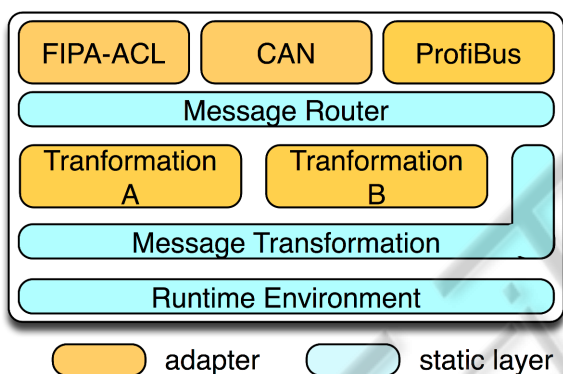 FIPA-ACL CAN ProfiBus
Message Router
Tranformation Tranformation
A B
Message Transformation
Runtime Environment
adapter static layer